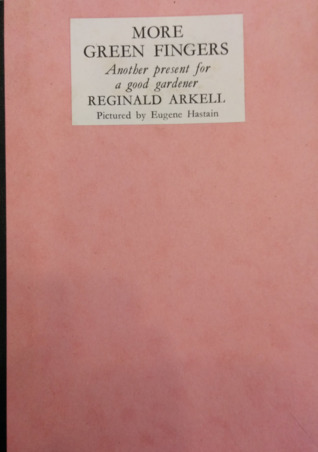 MORE
GREEN FINGERS
Another present for
a good gardener
REGINALD ARKELL
Pictured by Eugene Hastain